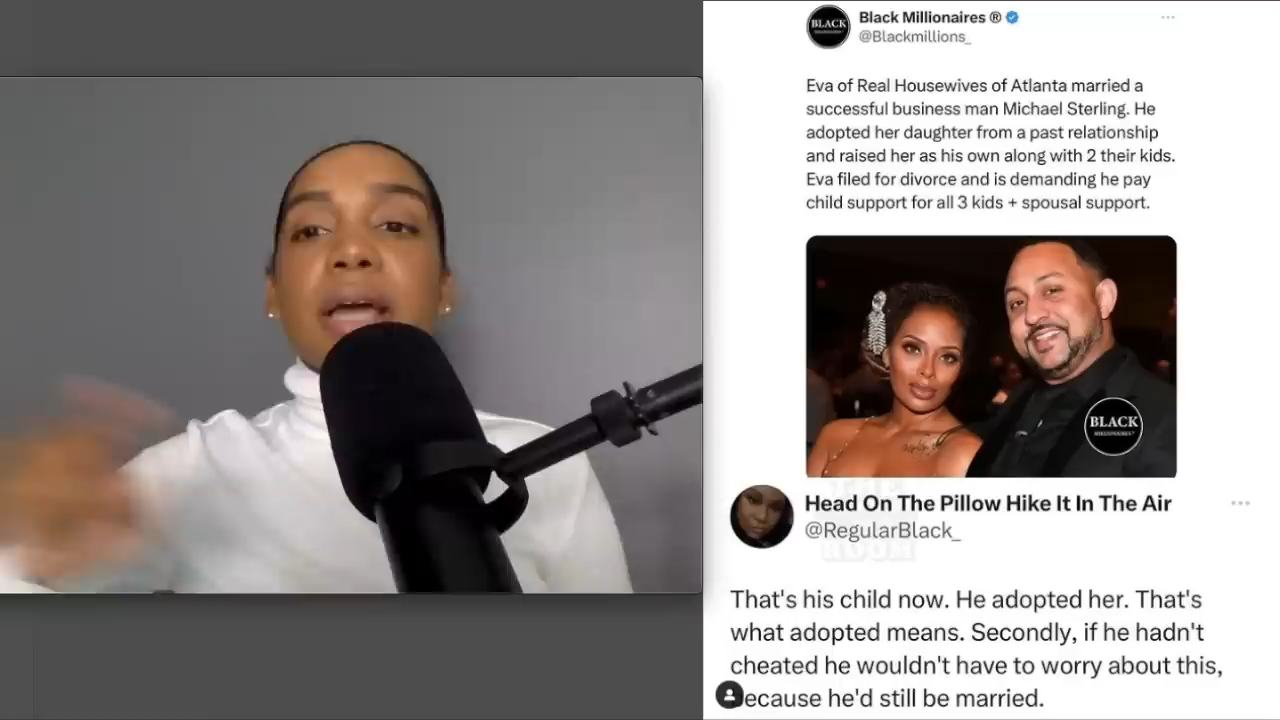 Black Millionaires ®
@Blackmillions_
Eva of Real Housewives of Atlanta married a
successful business man Michael Sterling. He
adopted her daughter from a past relationship
and raised her as his own along with 2 their kids.
Eva filed for divorce and is demanding he pay
child support for all 3 kids + spousal support.
BLACK
Head On The Pillow Hike It In The Air
@RegularBlack_
That's his child now. He adopted her. That's
what adopted means. Secondly, if he hadn't
cheated he wouldn't have to worry about this,
because he'd still be married.